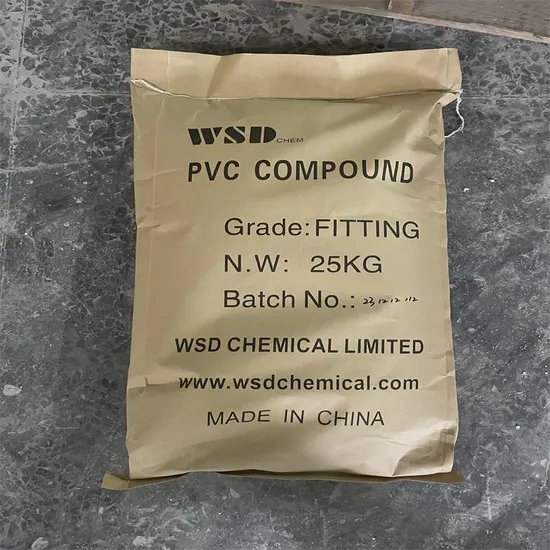 WSD CHEM
PVC COMPOUND
Grade: FITTING
N.W: 25KG
Batch No.:
WSD CHEMICAL LIMITED
www.wsdchemical.com
MADE IN CHINA